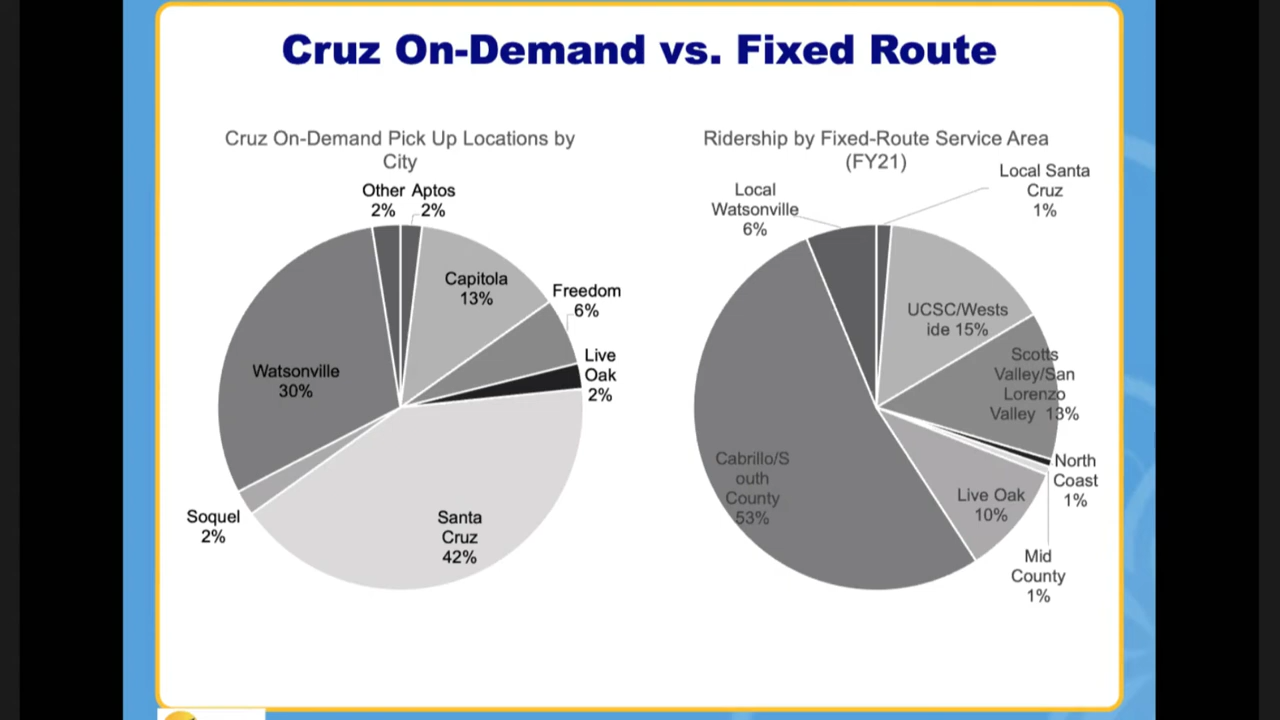 Cruz On-Demand vs. Fixed Route
Cruz On-Demand Pick Up Locations by
City
Other
2%
Aptos
2%
Capitola
13%
Freedom
6%
Live
Oak
2%
Santa
Cruz
42%
Soquel
2%
Watsonville
30%
Ridership by Fixed-Route Service Area
(FY21)
Local Santa
Cruz
1%
Local
Watsonville
6%
UCSC/Wests
ide 15%
Scotts
Valley/San
Lorenzo
Valley 13%
North
Coast
1%
Mid
County
1%
Live Oak
10%
Cabrillo/S
outh
County
53%